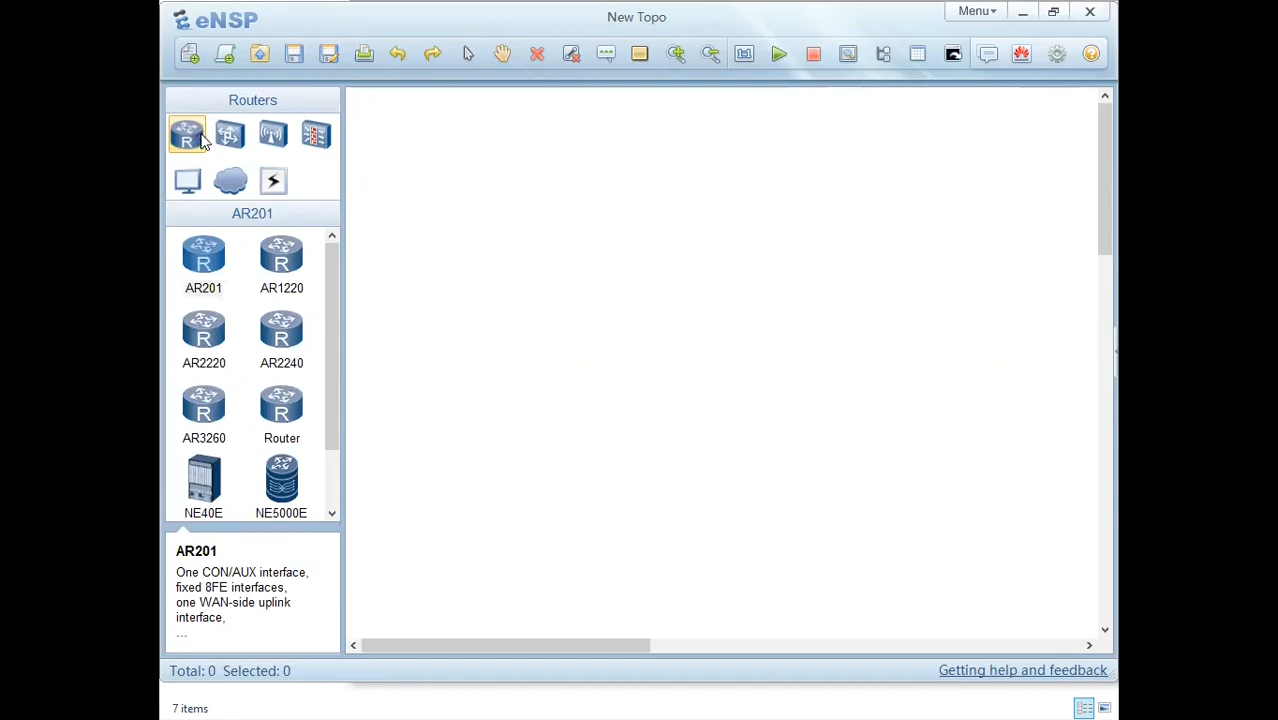 eNSP
New Topo
Menu
Routers
R
AR201
R
R
AR201
AR1220
R
R
AR2220
AR2240
R
R
AR3260
Router
NE40E
NE5000E
AR201
One CON/AUX interface,
fixed 8FE interfaces,
one WAN-side uplink
interface,
...
Total: 0 Selected: 0
Getting help and feedback
7 items